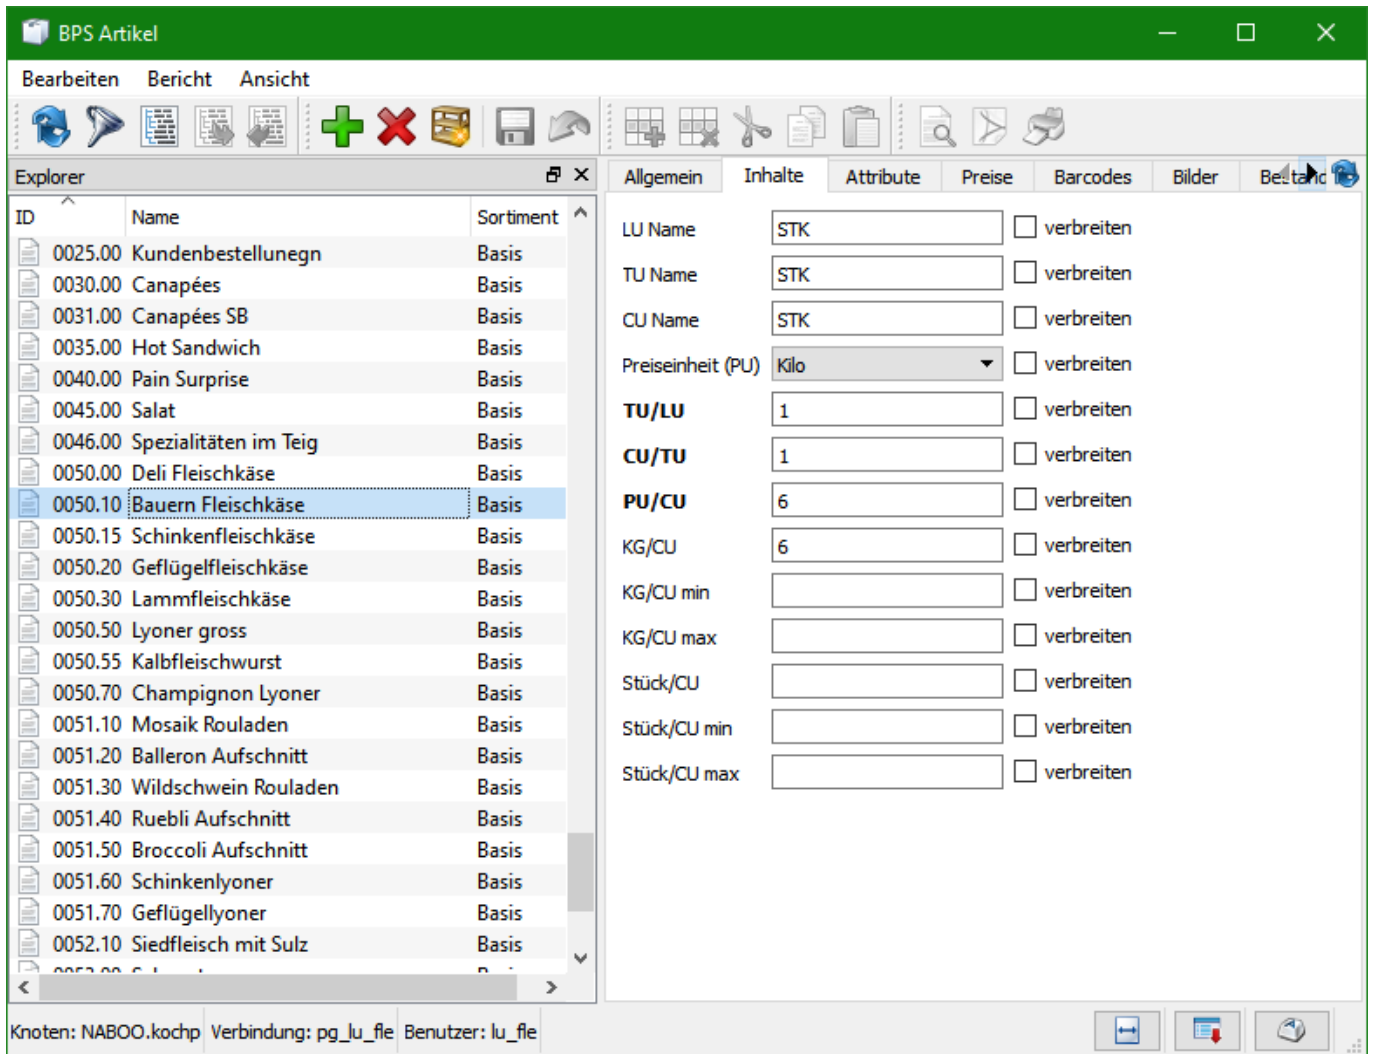 BPS Artikel
Bearbeiten Bericht Ansicht
Explorer
ID Name Sortiment
0025.00 Kundenbestellunegn Basis
0030.00 Canapées Basis
0031.00 Canapées SB Basis
0035.00 Hot Sandwich Basis
0040.00 Pain Surprise Basis
0045.00 Salat Basis
0046.00 Spezialitäten im Teig Basis
0050.00 Deli Fleischkäse Basis
0050.10 Bauern Fleischkäse Basis
0050.15 Schinkenfleischkäse Basis
0050.20 Geflügelfleischkäse Basis
0050.30 Lammfleischkäse Basis
0050.50 Lyoner gross Basis
0050.55 Kalbfleischwurst Basis
0050.70 Champignon Lyoner Basis
0051.10 Mosaik Rouladen Basis
0051.20 Balleron Aufschnitt Basis
0051.30 Wildschwein Rouladen Basis
0051.40 Ruebli Aufschnitt Basis
0051.50 Broccoli Aufschnitt Basis
0051.60 Schinkenlyoner Basis
0051.70 Geflügellyoner Basis
0052.10 Siedfleisch mit Sulz Basis
Allgemein Inhalte Attribute Preise Barcodes Bilder Bestand
LU Name STK verbreiten
TU Name STK verbreiten
CU Name STK verbreiten
Preiseinheit (PU) Kilo verbreiten
TU/LU 1 verbreiten
CU/TU 1 verbreiten
PU/CU 6 verbreiten
KG/CU 6 verbreiten
KG/CU min verbreiten
KG/CU max verbreiten
Stück/CU verbreiten
Stück/CU min verbreiten
Stück/CU max verbreiten
Knoten: NABOO.kochp Verbindung: pg_lu_fle Benutzer: lu_fle